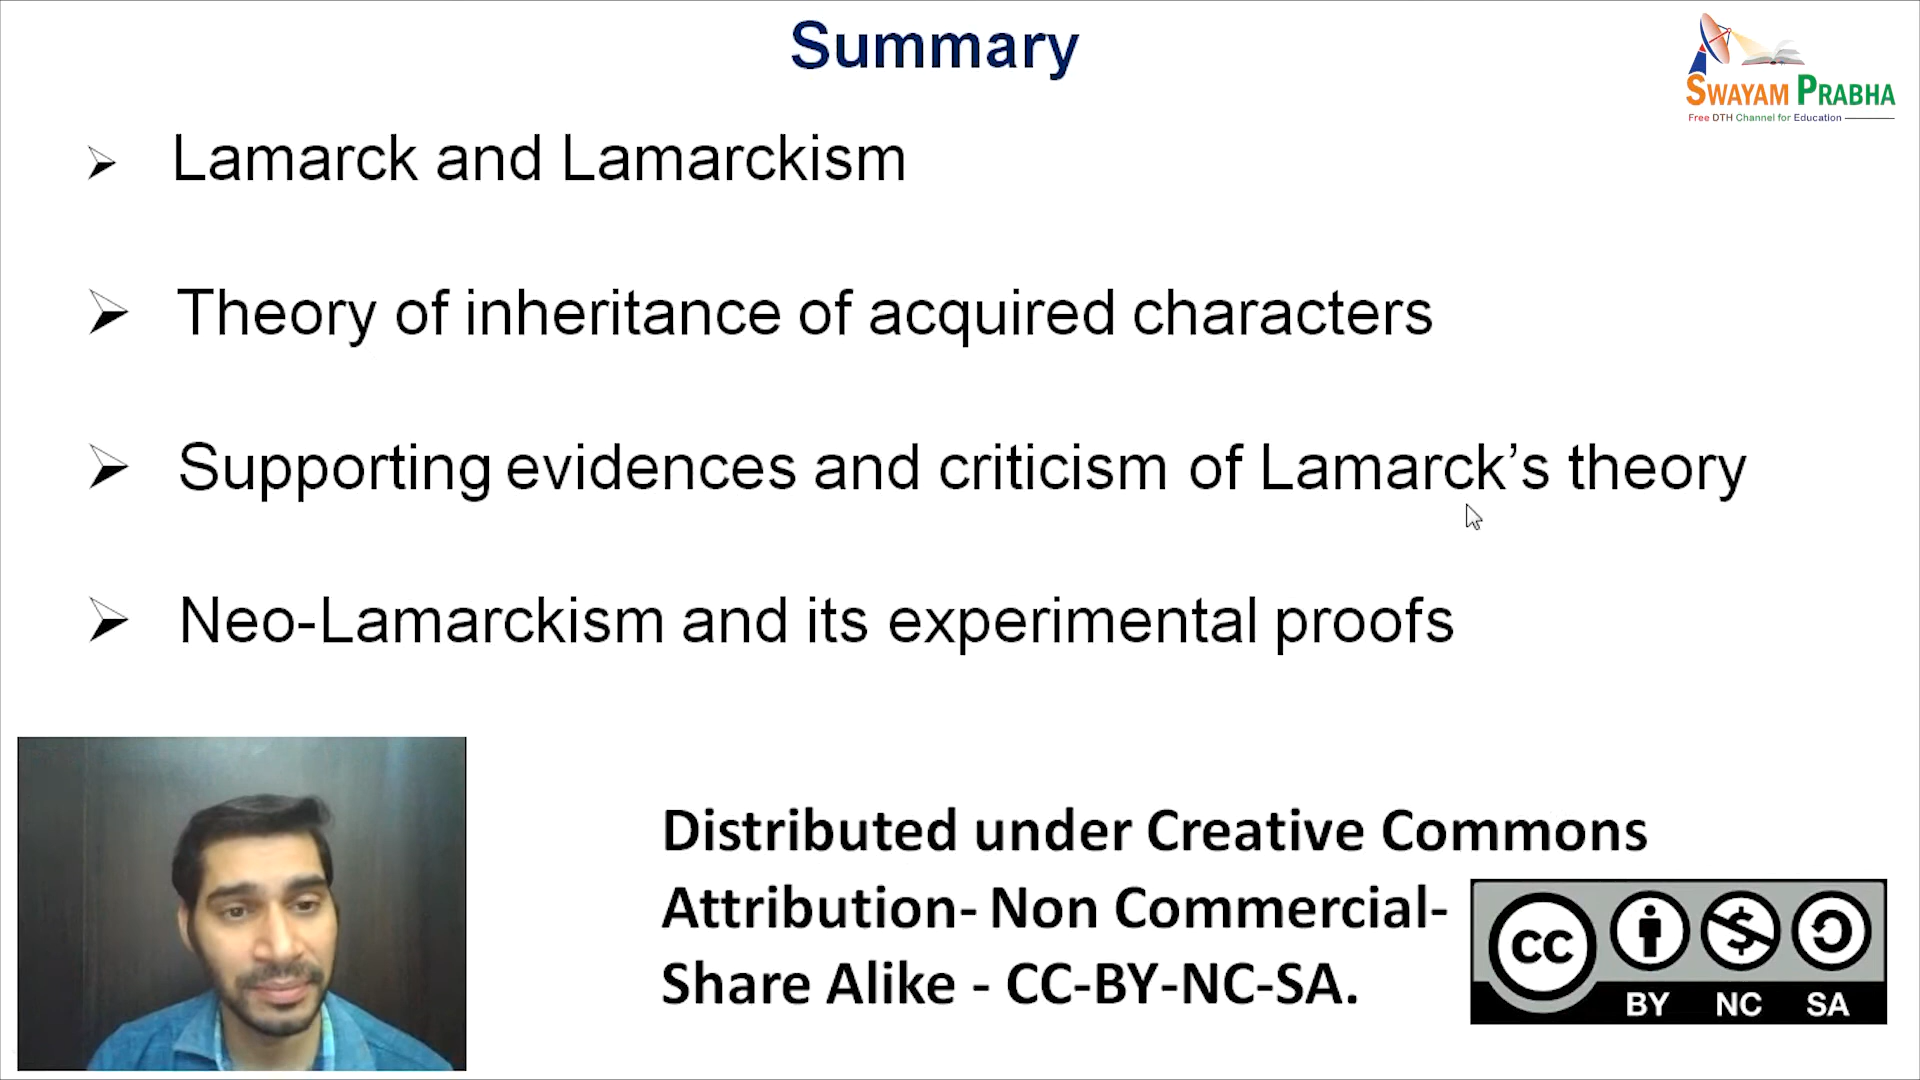 Summary
SWAYAM PRABHA
Free DTH Channel for Education
Lamarck and Lamarckism
Theory of inheritance of acquired characters
Supporting evidences and criticism of Lamarck’s theory
Neo-Lamarckism and its experimental proofs
Distributed under Creative Commons
Attribution- Non Commercial-
Share Alike - CC-BY-NC-SA.
cc
BY NC SA